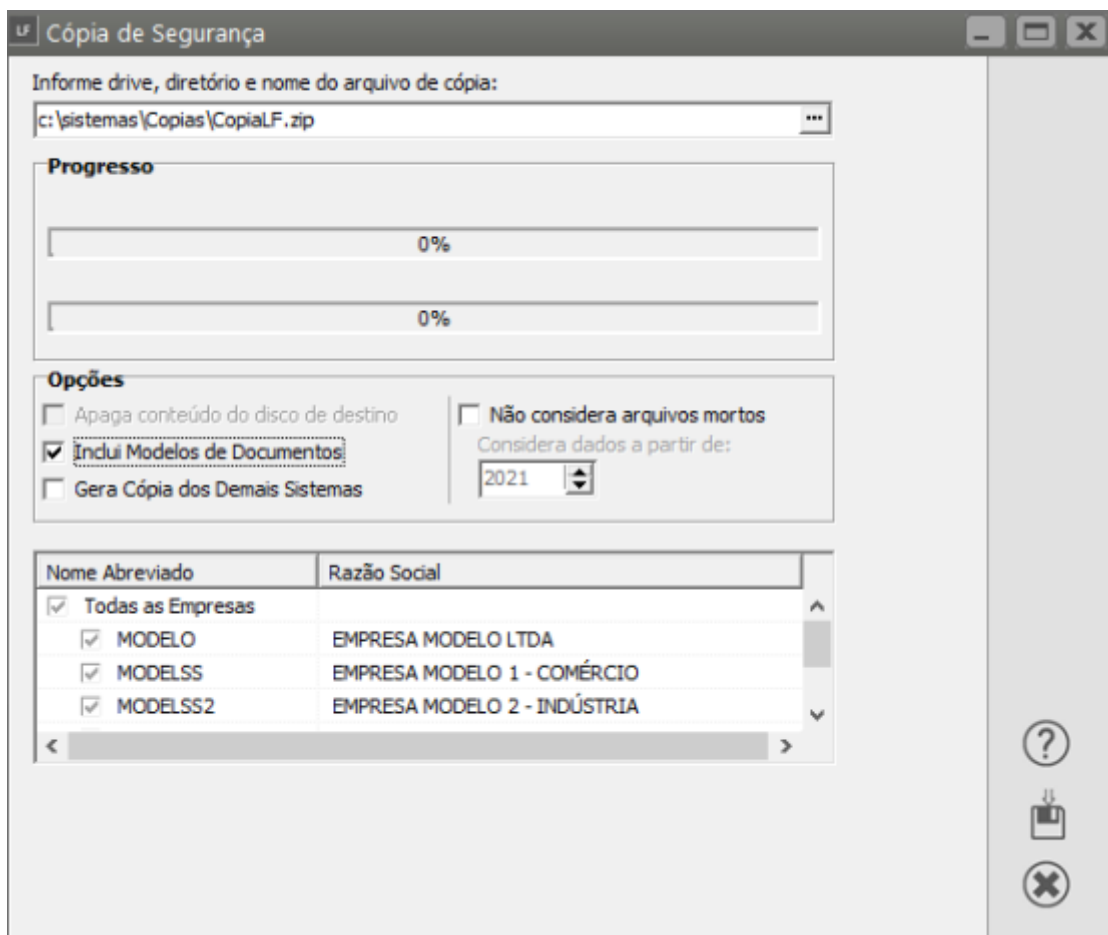 LF Cópia de Segurança
Informe drive, diretório e nome do arquivo de cópia:
c:\sistemas\Copias\CopiaLF.zip ...
Progresso
0%
0%
Opções
Apaga conteúdo do disco de destino
Inclui Modelos de Documentos
Gera Cópia dos Demais Sistemas
Não considera arquivos mortos
Considera dados a partir de:
2021
Nome Abreviado Razão Social
Todas as Empresas
MODELO EMPRESA MODELO LTDA
MODELSS EMPRESA MODELO 1 - COMÉRCIO
MODELSS2 EMPRESA MODELO 2 - INDÚSTRIA
?